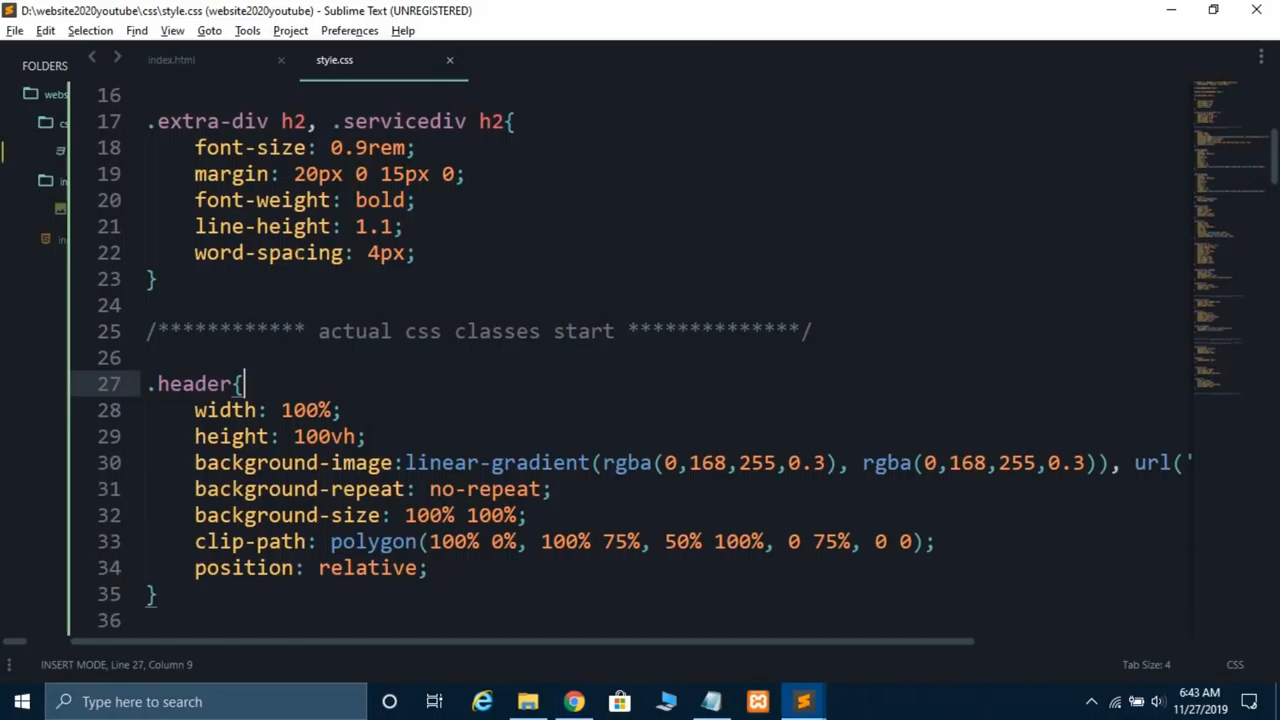 D:\website2020youtube\css\style.css (website2020youtube) - Sublime Text (UNREGISTERED)
File Edit Selection Find View Goto Tools Project Preferences Help
FOLDERS
index.html
style.css
webs
cs
in
in
16
17 .extra-div h2, .servicediv h2{
18 font-size: 0.9rem;
19 margin: 20px 0 15px 0;
20 font-weight: bold;
21 line-height: 1.1;
22 word-spacing: 4px;
23 }
24
25 /************ actual css classes start **************/
26
27 .header{
28 width: 100%;
29 height: 100vh;
30 background-image:linear-gradient(rgba(0,168,255,0.3), rgba(0,168,255,0.3)), url('
31 background-repeat: no-repeat;
32 background-size: 100% 100%;
33 clip-path: polygon(100% 0%, 100% 75%, 50% 100%, 0 75%, 0 0);
34 position: relative;
35 }
36
INSERT MODE, Line 27, Column 9
Tab Size: 4
CSS
Type here to search
6:43 AM
11/27/2019